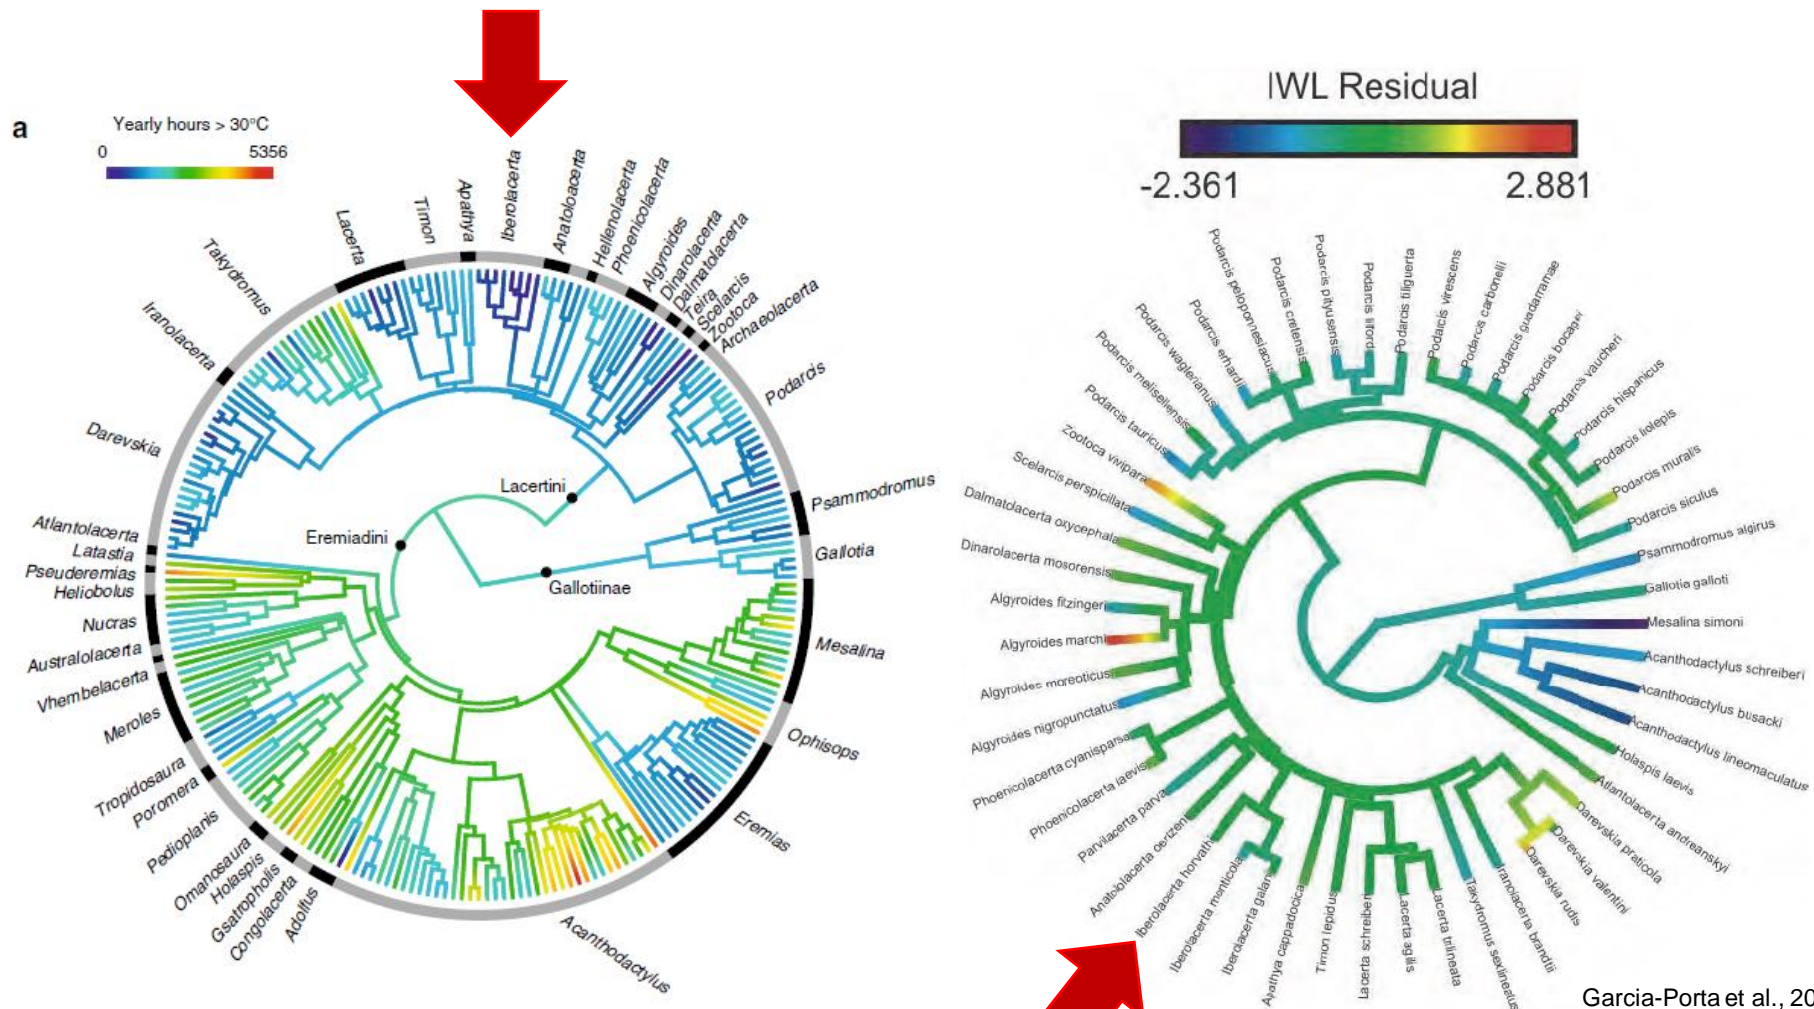 a
Yearly hours > 30°C
0 5356
Lacerta
Timon
Apathya
Iberolacerta
Anatoloacerta
Hellenolacerta
Phoenicolacerta
Algyroides
Dinarolacerta
Dalmatolacerta
Teira
Scelarcis
Zootoca
Archaeolacerta
Podarcis
Psammodromus
Gallotia
Mesalina
Ophisops
Eremias
Acanthodactylus
Adolfus
Congolacerta
Gsatropholis
Holaspis
Omanosaura
Pedioplanis
Poromera
Tropidosaura
Meroles
Vhembelacerta
Australolacerta
Nucras
Heliobolus
Pseuderemias
Latastia
Atlantolacerta
Darevskia
Iranolacerta
Takydromus
Lacertini
Eremiadini
Gallotiinae
IWL Residual
-2.361 2.881
Podarcis peloponnesiacus
Podarcis cretensis
Podarcis pityusensis
Podarcis lilfordi
Podarcis filiguerta
Podarcis virescens
Podarcis carbonelli
Podarcis guadarramae
Podarcis bocagei
Podarcis vaucheri
Podarcis hispanicus
Podarcis liolepis
Podarcis muralis
Podarcis siculus
Psammodromus algirus
Gallotia galloti
Mesalina simoni
Acanthodactylus schreiberi
Acanthodactylus busacki
Acanthodactylus lineomaculatus
Holaspis laevis
Atlantolacerta andreanskyi
Darevskia praticola
Darevskia valentini
Darevskia rudis
Iranolacerta brandtii
Takydromus sexlineatus
Lacerta trilineata
Lacerta agilis
Lacerta schreiberi
Timon lepidus
Apathya cappadocica
Iberolacerta galani
Iberolacerta monticola
Iberolacerta horvathi
Anatololacerta oertzeni
Parvilacerta parva
Phoenicolacerta laevis
Phoenicolacerta cyanisparsa
Algyroides nigropunctatus
Algyroides moreoticus
Algyroides marchi
Algyroides fitzingeri
Dinarolacerta mosorensis
Dalmatolacerta oxycephala
Scelarcis perspicillata
Zootoca vivipara
Podarcis tauricus
Podarcis melisellensis
Podarcis waglerianus
Podarcis erhardii
Garcia-Porta et al., 20